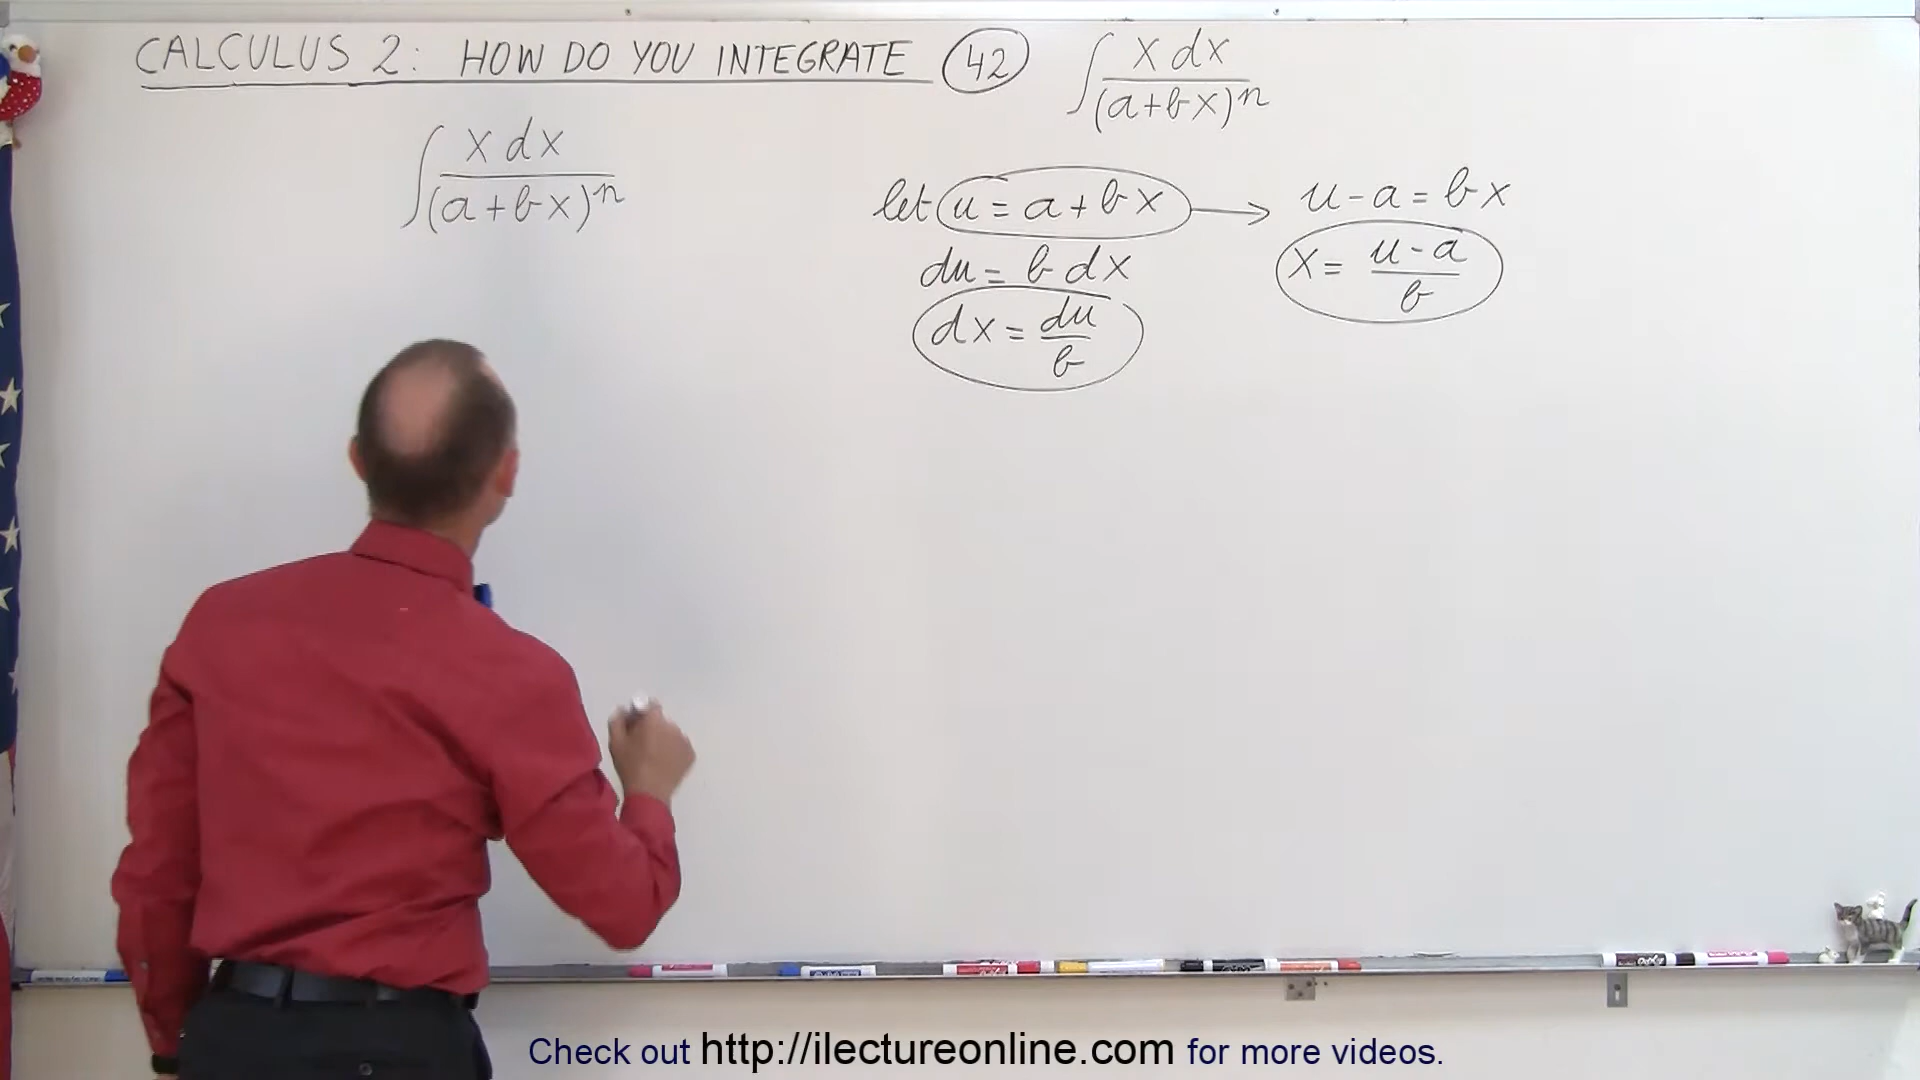 CALCULUS 2: HOW DO YOU INTEGRATE 42 ∫ x dx / (a+bx)^n
∫ x dx / (a+bx)^n
let u = a+bx → u-a = bx
du = b dx
x = (u-a)/b
dx = du/b
Check out http://ilectureonline.com for more videos.